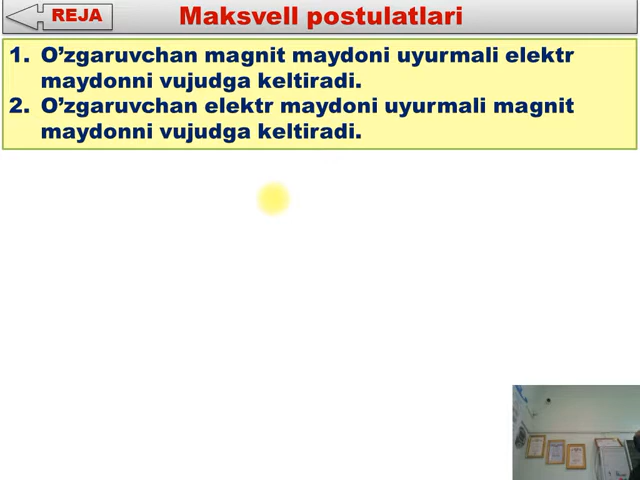 REJA
Maksvell postulatlari
1. O’zgaruvchan magnit maydoni uyurmali elektr
maydonni vujudga keltiradi.
2. O’zgaruvchan elektr maydoni uyurmali magnit
maydonni vujudga keltiradi.